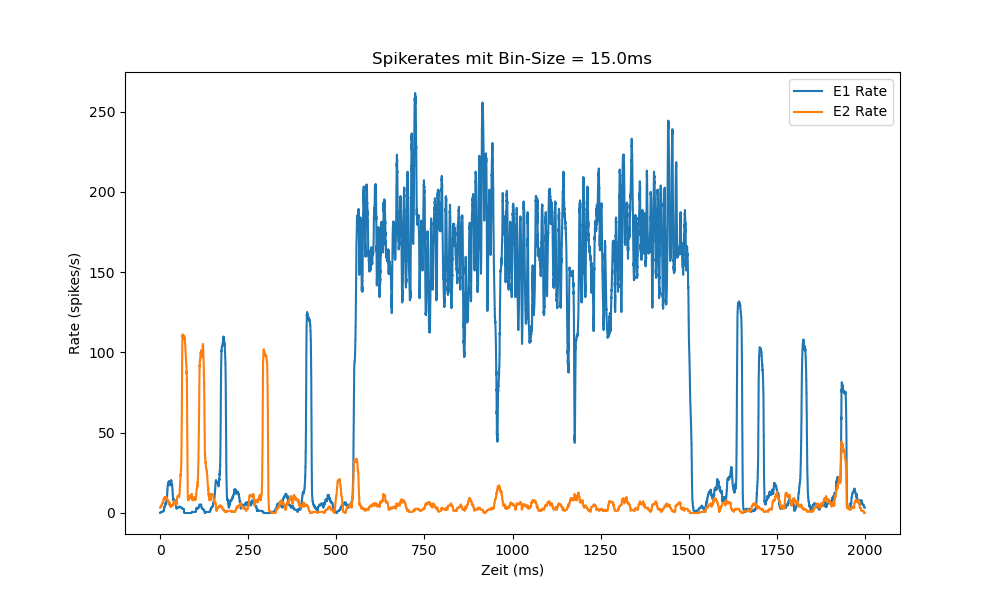 Spikerates mit Bin-Size = 15.0ms
E1 Rate
E2 Rate
250
200
150
100
50
0
Rate (spikes/s)
0 250 500 750 1000 1250 1500 1750 2000
Zeit (ms)